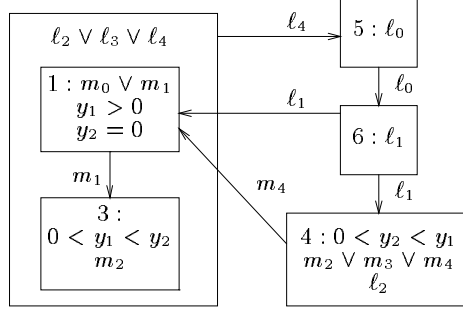 ℓ₂ ∨ ℓ₃ ∨ ℓ₄
1 : m₀ ∨ m₁
y₁ > 0
y₂ = 0
m₁
3 :
0 < y₁ < y₂
m₂
ℓ₄
5 : ℓ₀
ℓ₀
ℓ₁
6 : ℓ₁
ℓ₁
m₄
4 : 0 < y₂ < y₁
m₂ ∨ m₃ ∨ m₄
ℓ₂